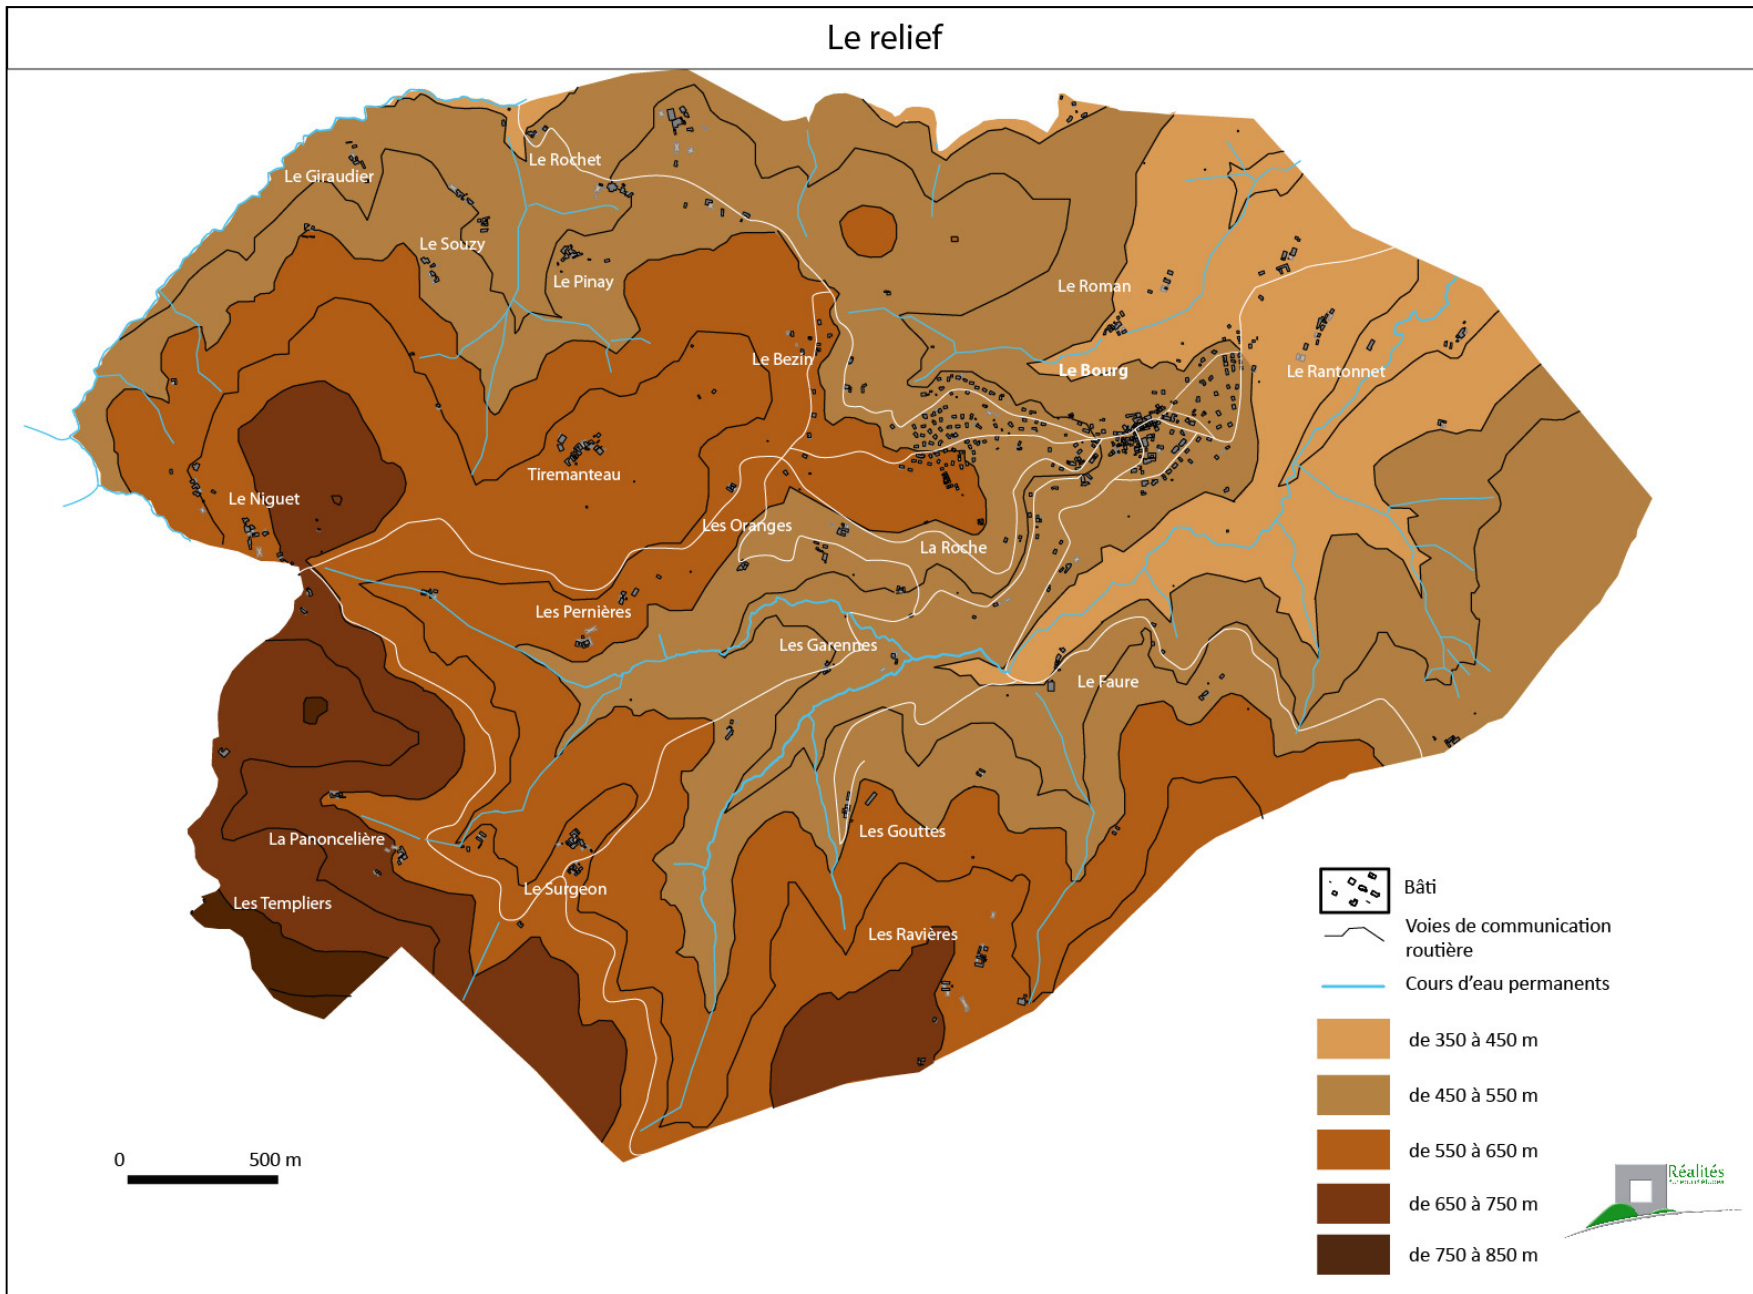 Le relief
Le Rochet
Le Giraudier
Le Souzy
Le Pinay
Le Roman
Le Bezin
Le Bourg
Le Rantonnet
Tiremanteau
Le Niguet
Les Oranges
La Roche
Les Pernières
Les Garennes
Le Faure
Les Gouttes
La Panoncelière
Le Surgeon
Les Templiers
Les Ravières
Bâti
Voies de communication
routière
Cours d'eau permanents
de 350 à 450 m
de 450 à 550 m
de 550 à 650 m
de 650 à 750 m
de 750 à 850 m
0 500 m
Réalités